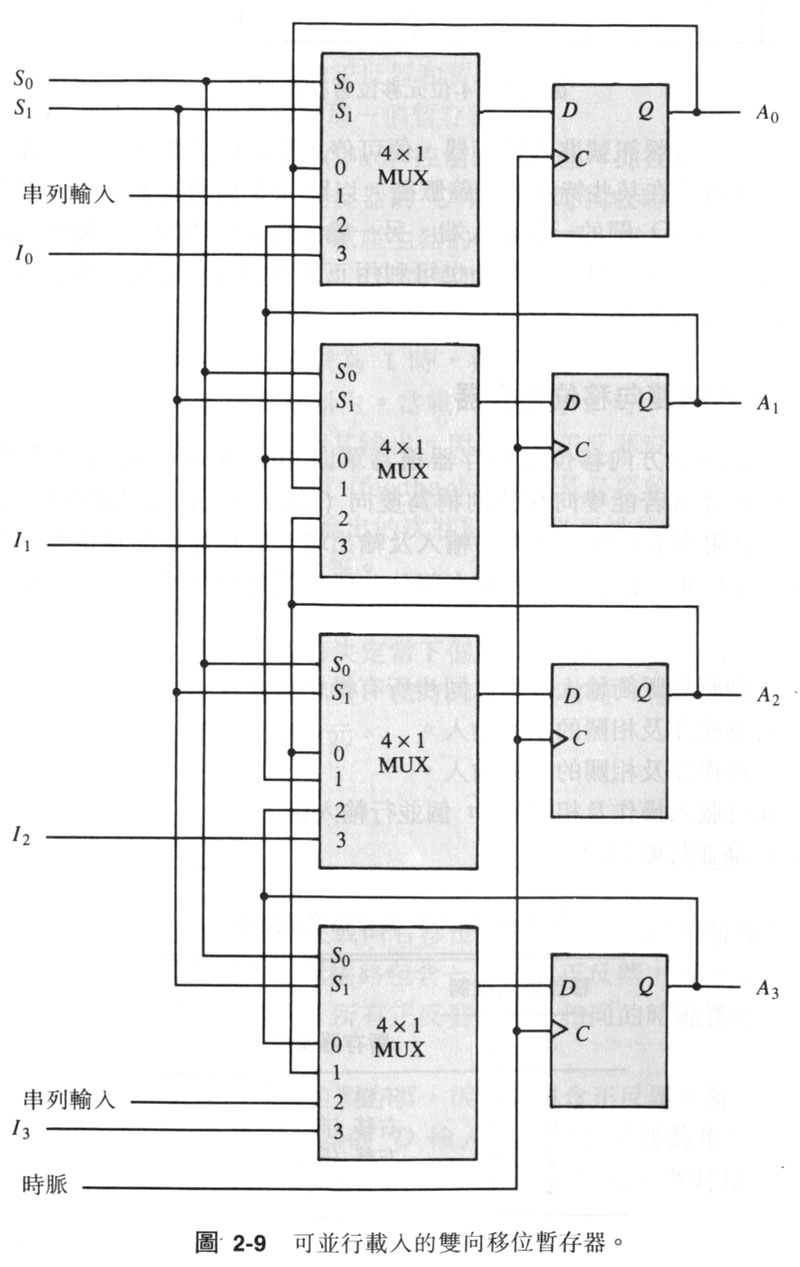 S₀
S₁
S₀
S₁
4 × 1
MUX
0
串列輸入
1
2
I₀
3
D Q
C
A₀
S₀
S₁
4 × 1
MUX
0
1
2
I₁
3
D Q
C
A₁
S₀
S₁
4 × 1
MUX
0
1
2
I₂
3
D Q
C
A₂
S₀
S₁
4 × 1
MUX
0
1
串列輸入
2
I₃
3
D Q
C
A₃
時脈
圖 2-9 可並行載入的雙向移位暫存器。